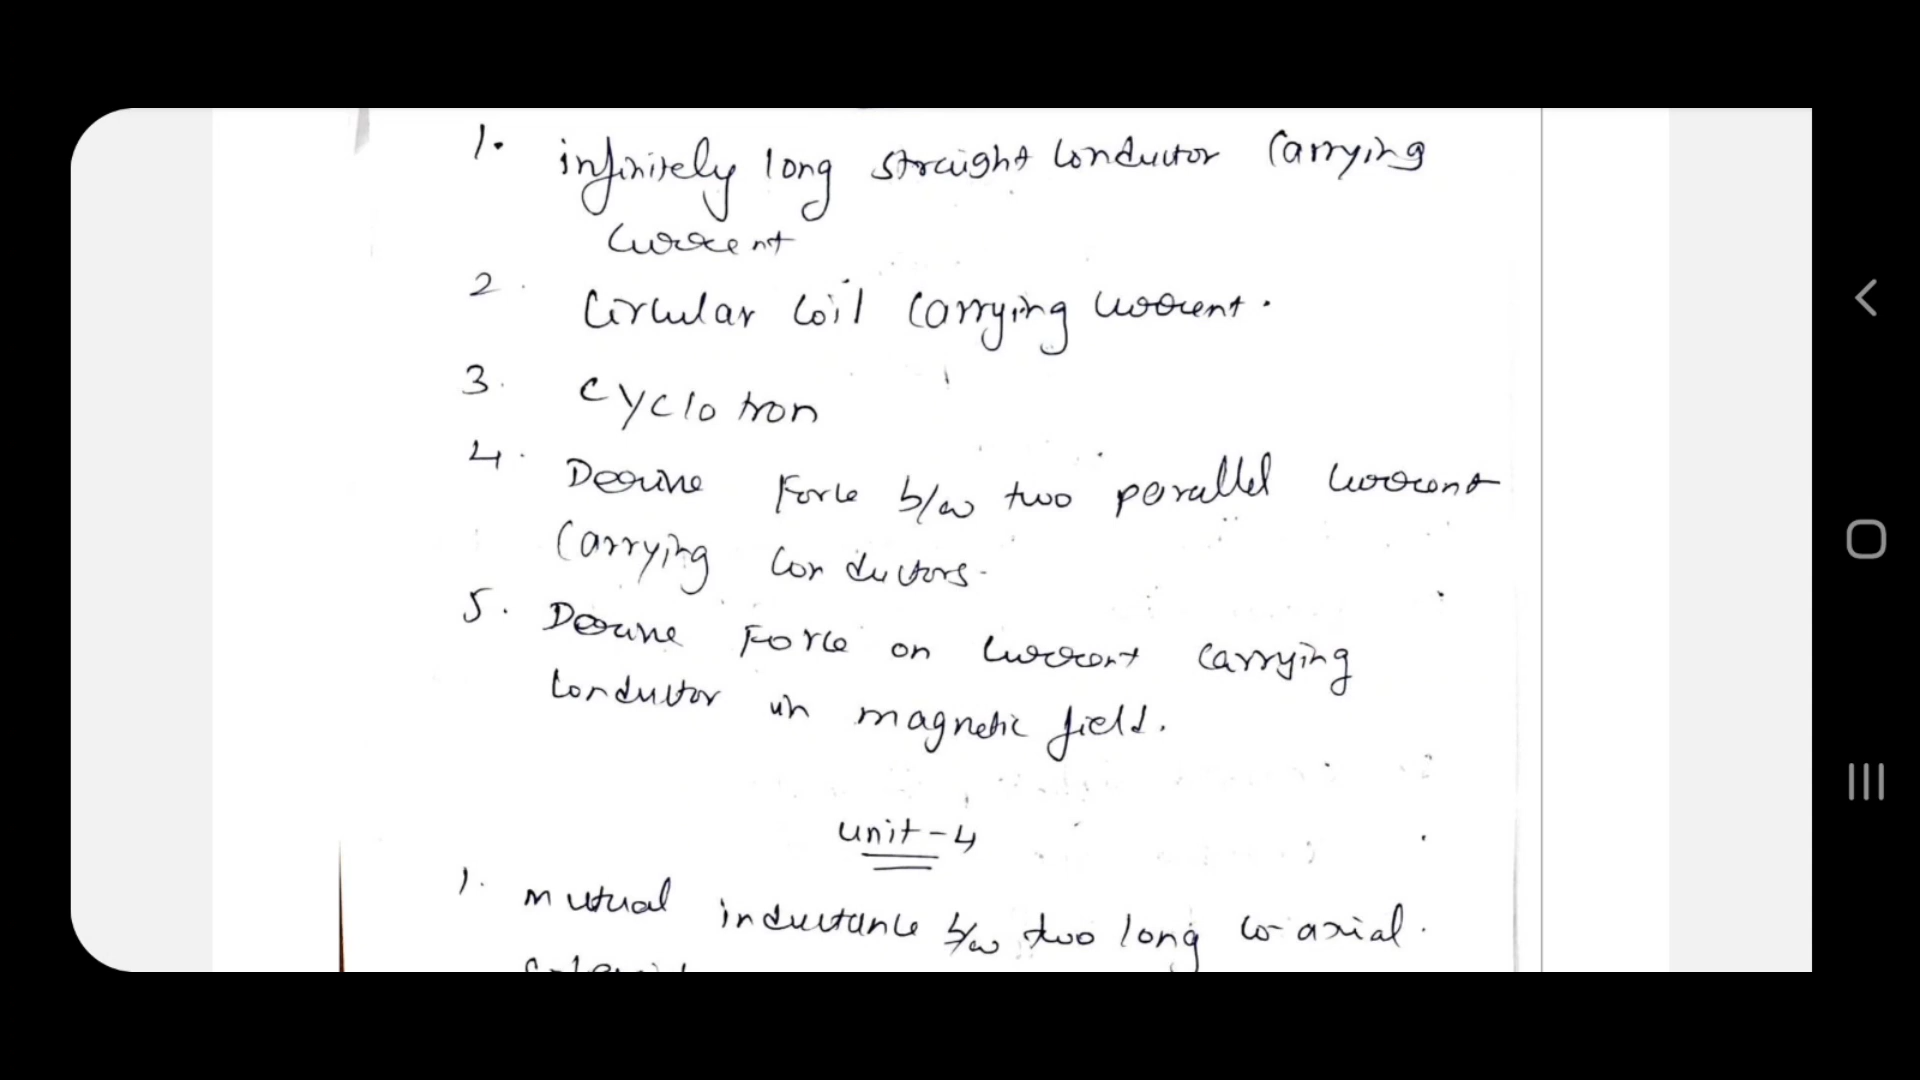 1. infinitely long straight conductor carrying
current
2. Circular coil carrying current.
3. cyclotron
4. Derive Force b/w two parallel current
carrying conductors.
5. Derive Force on current carrying
conductor in magnetic field.
unit-4
1. mutual inductance b/w two long co-axial.